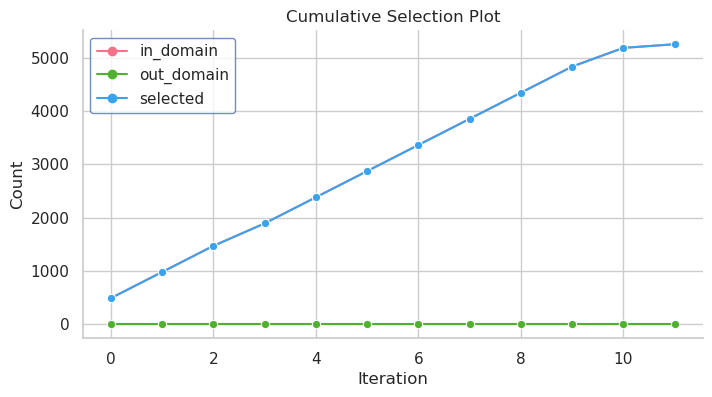 Cumulative Selection Plot
in_domain
out_domain
selected
5000
4000
3000
2000
1000
0
Count
0 2 4 6 8 10
Iteration